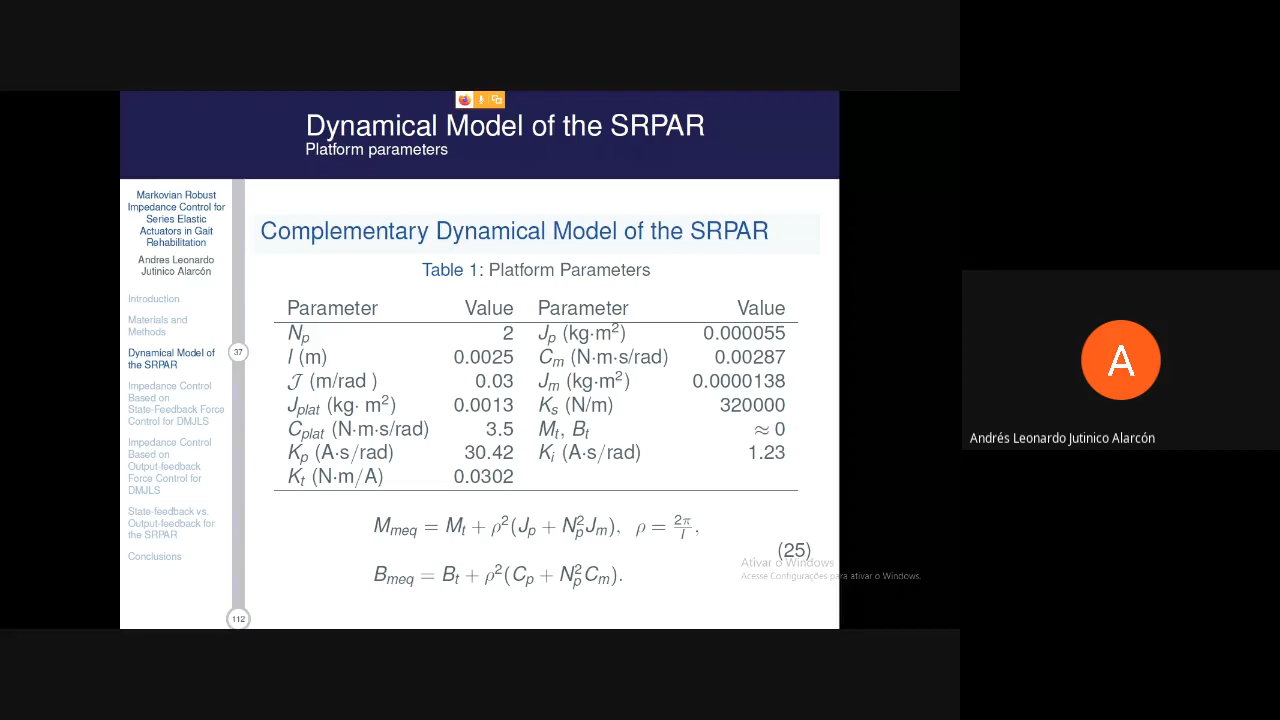 Dynamical Model of the SRPAR
Platform parameters
Markovian Robust
Impedance Control for
Series Elastic
Actuators in Gait
Rehabilitation
Andres Leonardo
Jutinico Alarcón
Introduction
Materials and
Methods
Dynamical Model of
the SRPAR
37
Impedance Control
Based on
State-Feedback Force
Control for DMJLS
Impedance Control
Based on
Output-feedback
Force Control for
DMJLS
State-feedback vs.
Output-feedback for
the SRPAR
Conclusions
112
Complementary Dynamical Model of the SRPAR
Table 1: Platform Parameters
Parameter Value Parameter Value
N_p 2 J_p (kg·m²) 0.000055
l (m) 0.0025 C_m (N·m·s/rad) 0.00287
𝒥 (m/rad ) 0.03 J_m (kg·m²) 0.0000138
J_plat (kg· m²) 0.0013 K_s (N/m) 320000
C_plat (N·m·s/rad) 3.5 M_t, B_t ≈ 0
K_p (A·s/rad) 30.42 K_i (A·s/rad) 1.23
K_t (N·m/A) 0.0302
M_meq = M_t + ρ²(J_p + N_p² J_m), ρ = 2π/l,
(25)
B_meq = B_t + ρ²(C_p + N_p² C_m).
Ativar o Windows
Acesse Configurações para ativar o Windows.
A
Andrés Leonardo Jutinico Alarcón